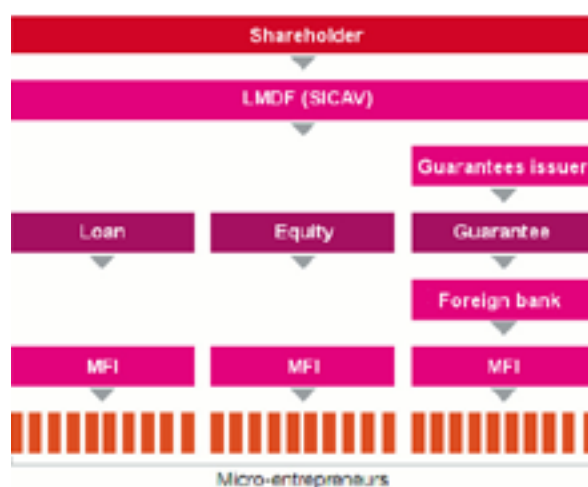 Shareholder
LMDF (SICAV)
Guarantees issuer
Loan
Equity
Guarantee
Foreign bank
MFI
MFI
MFI
Micro-entrepreneurs